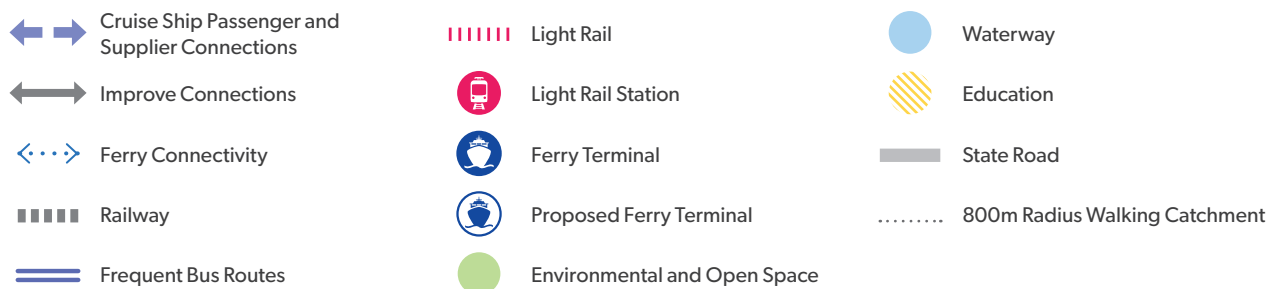 Cruise Ship Passenger and
Supplier Connections
Improve Connections
Ferry Connectivity
Railway
Frequent Bus Routes
Light Rail
Light Rail Station
Ferry Terminal
Proposed Ferry Terminal
Environmental and Open Space
Waterway
Education
State Road
800m Radius Walking Catchment